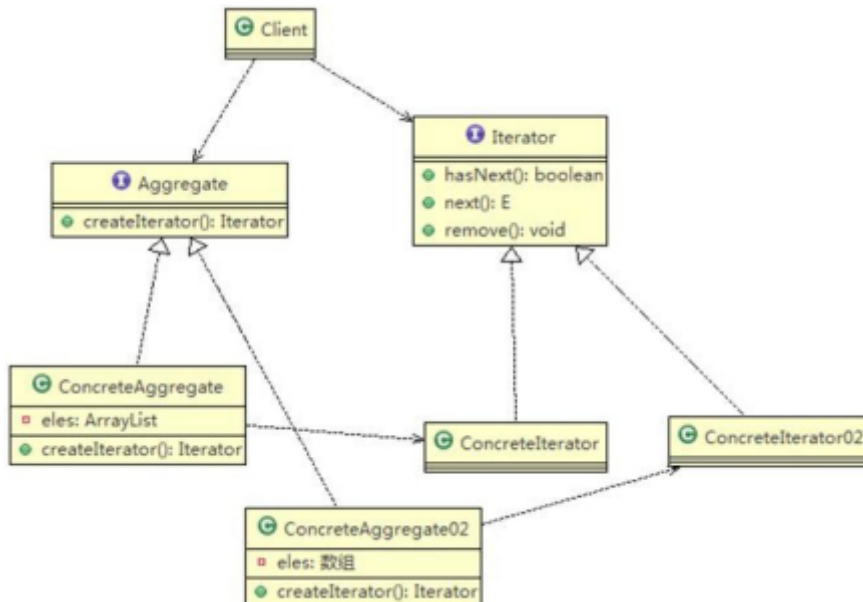 Client
Iterator
hasNext(): boolean
next(): E
remove(): void
Aggregate
createIterator(): Iterator
ConcreteAggregate
eles: ArrayList
createIterator(): Iterator
ConcreteIterator
ConcreteIterator02
ConcreteAggregate02
eles: 数组
createIterator(): Iterator